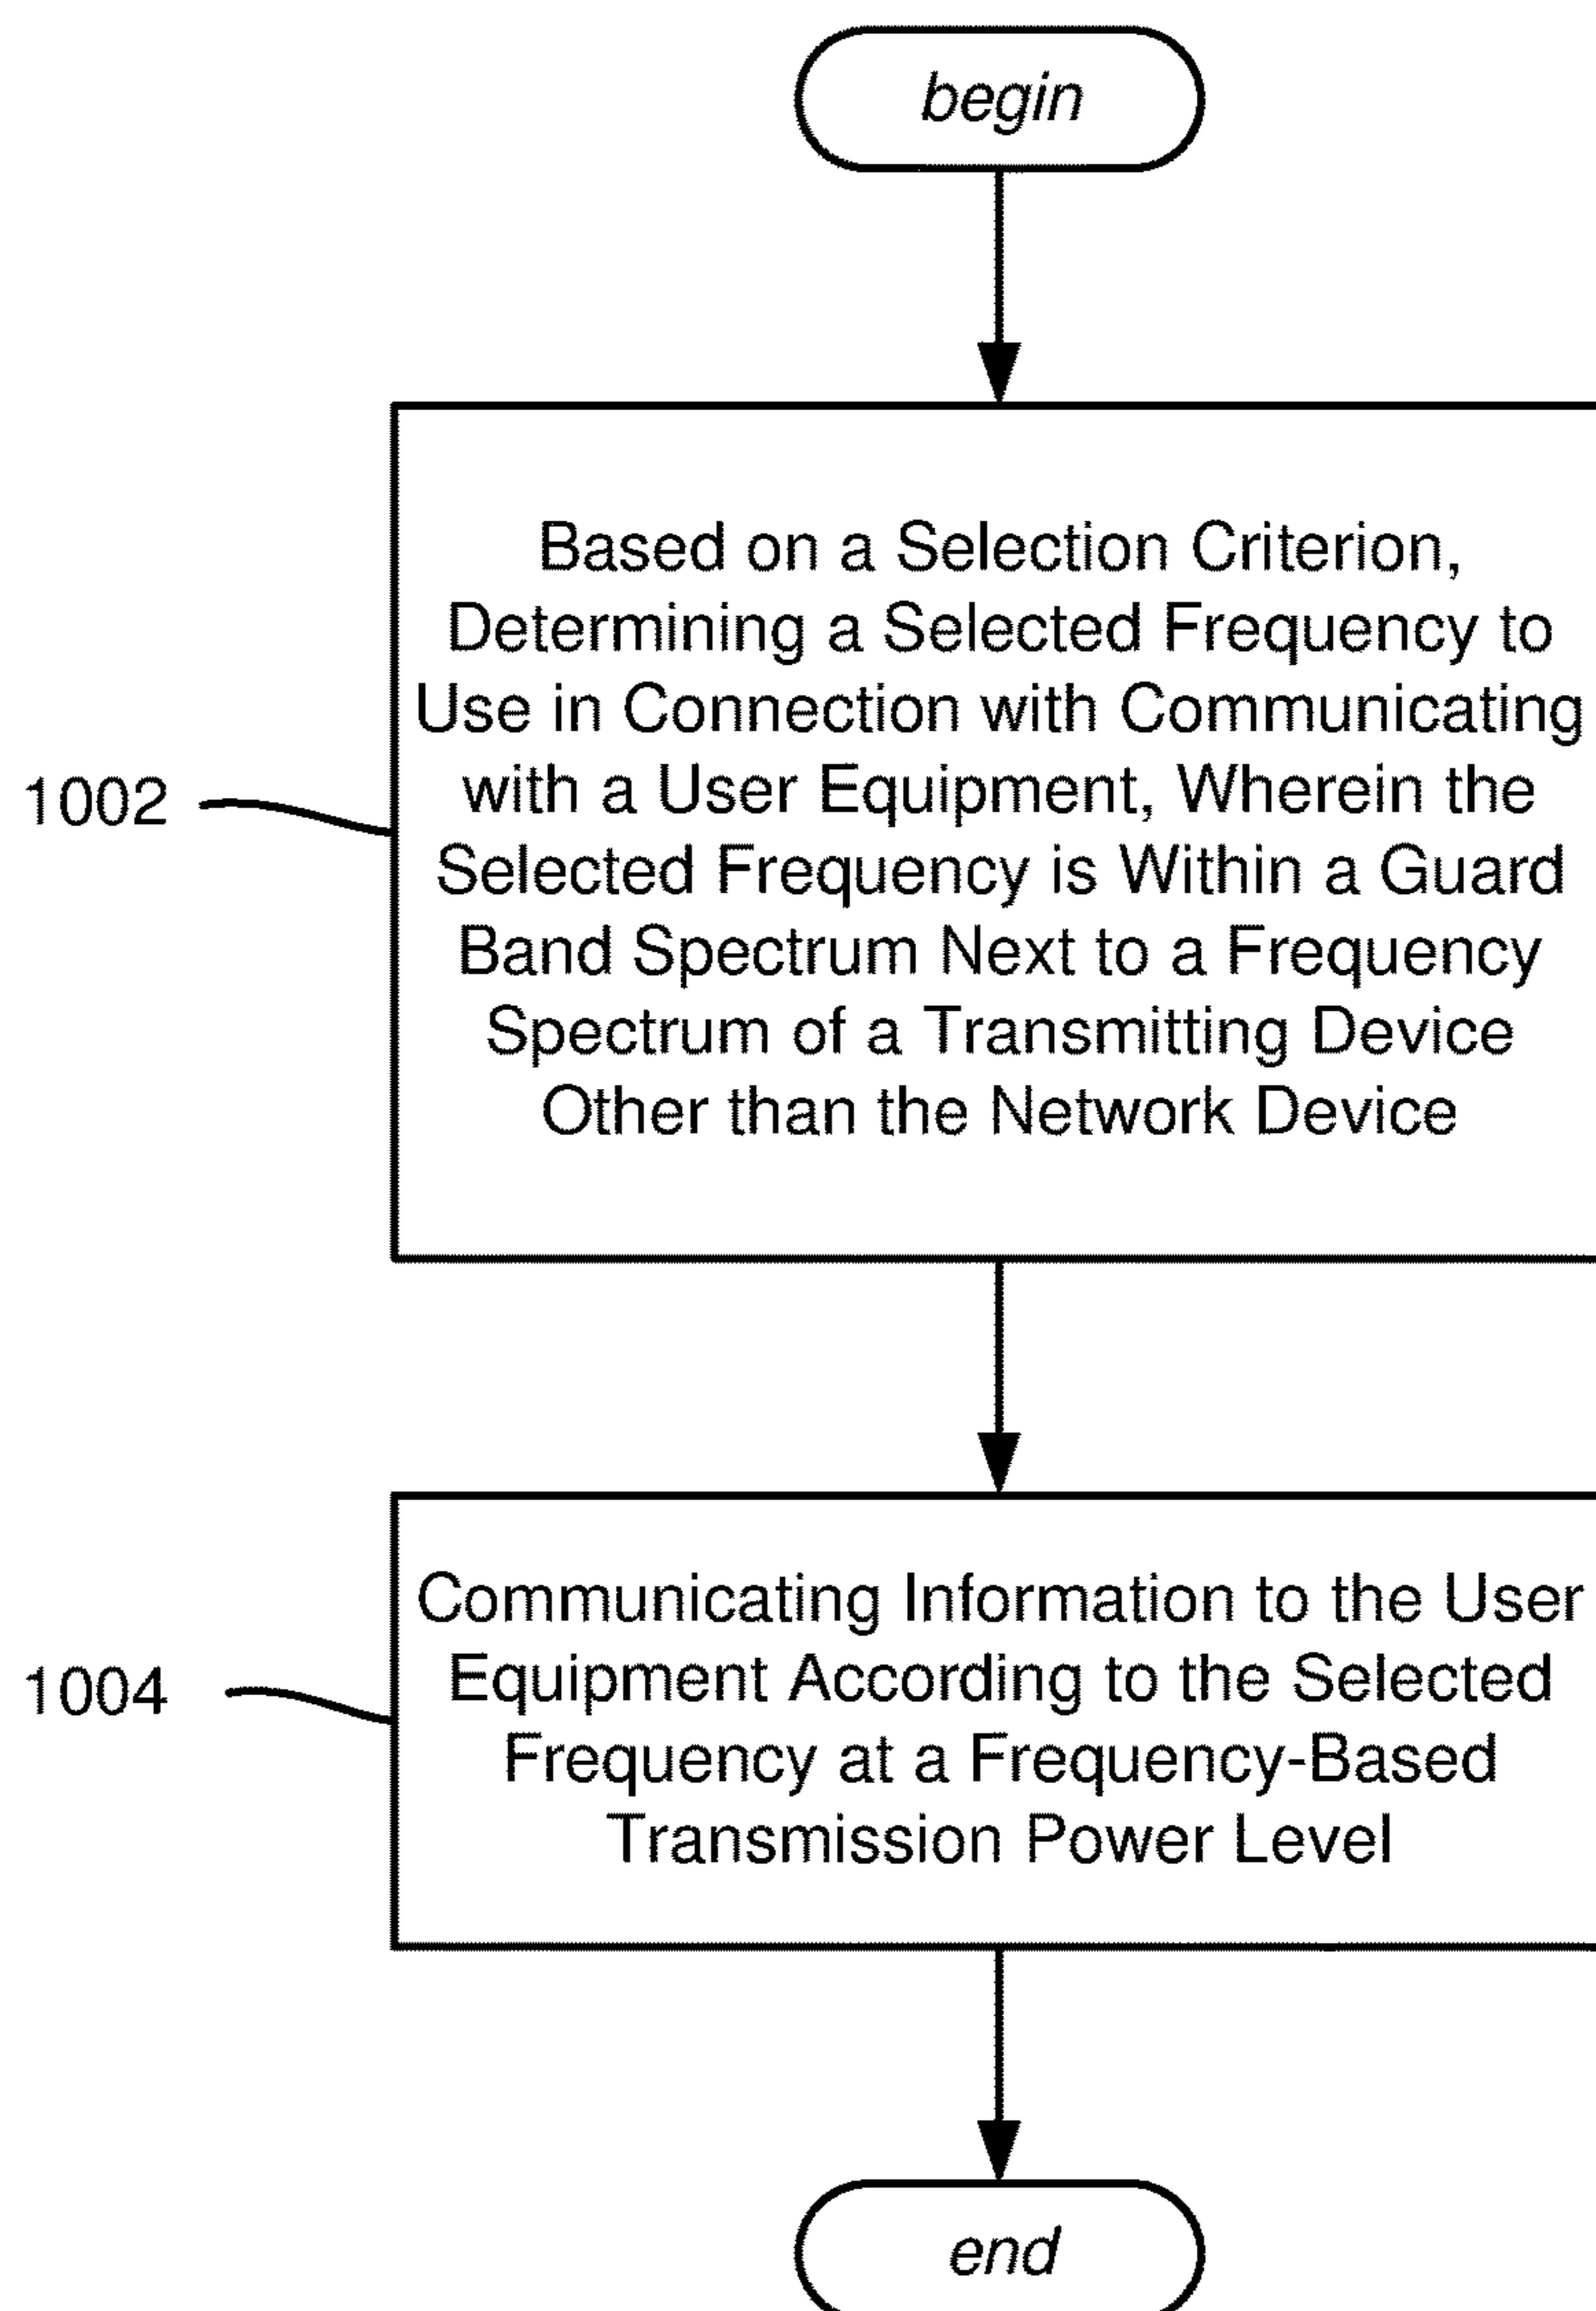 begin
Based on a Selection Criterion,
Determining a Selected Frequency to
Use in Connection with Communicating
with a User Equipment, Wherein the
Selected Frequency is Within a Guard
Band Spectrum Next to a Frequency
Spectrum of a Transmitting Device
Other than the Network Device
1002
Communicating Information to the User
Equipment According to the Selected
Frequency at a Frequency-Based
Transmission Power Level
1004
end